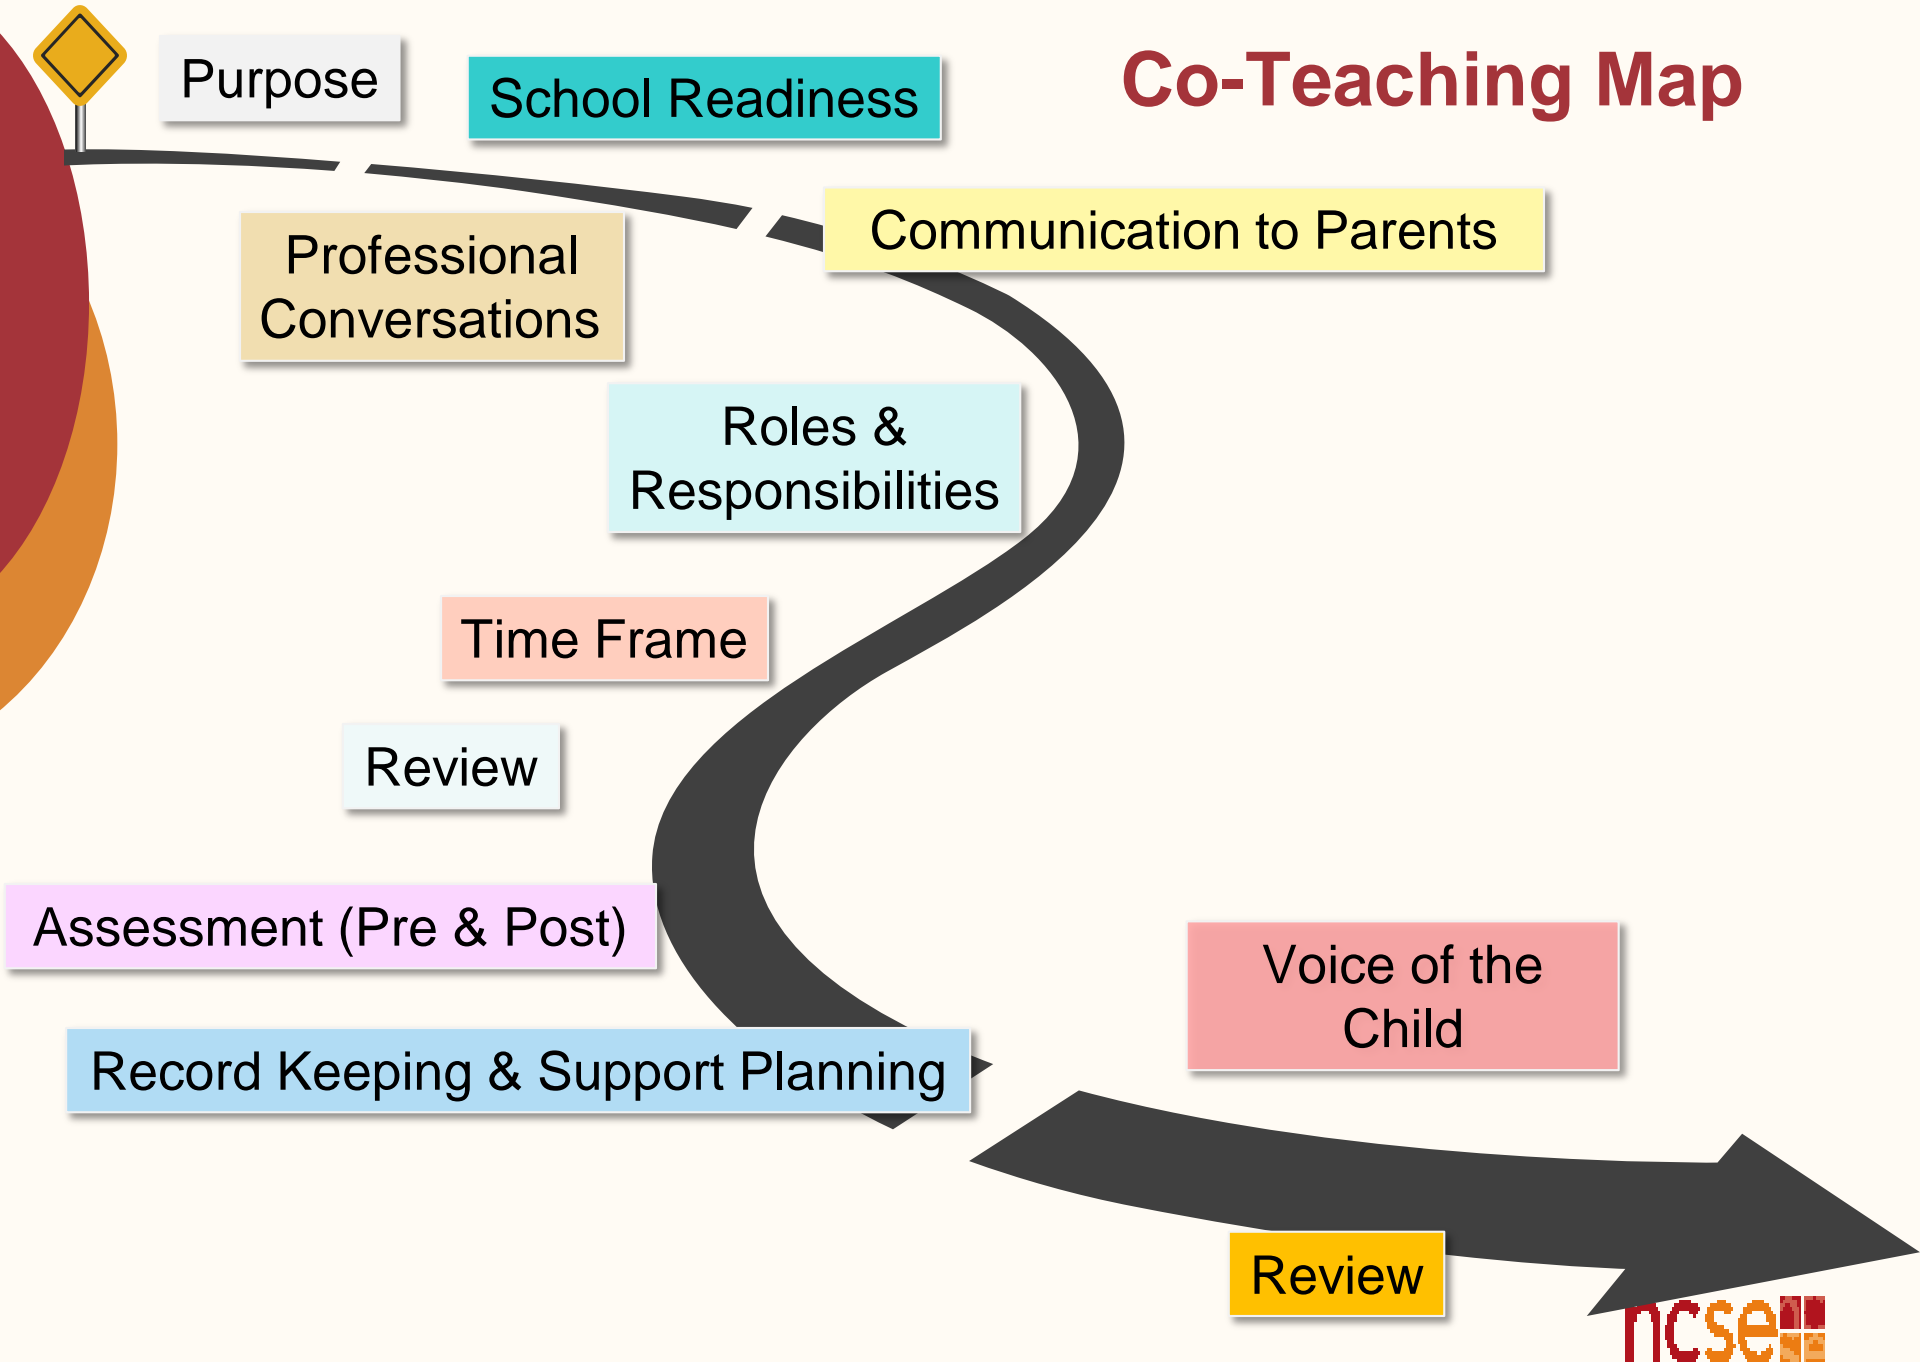 Purpose
School Readiness
Co-Teaching Map
Communication to Parents
Professional
Conversations
Roles &
Responsibilities
Time Frame
Review
Assessment (Pre & Post)
Voice of the
Child
Record Keeping & Support Planning
Review
ncse